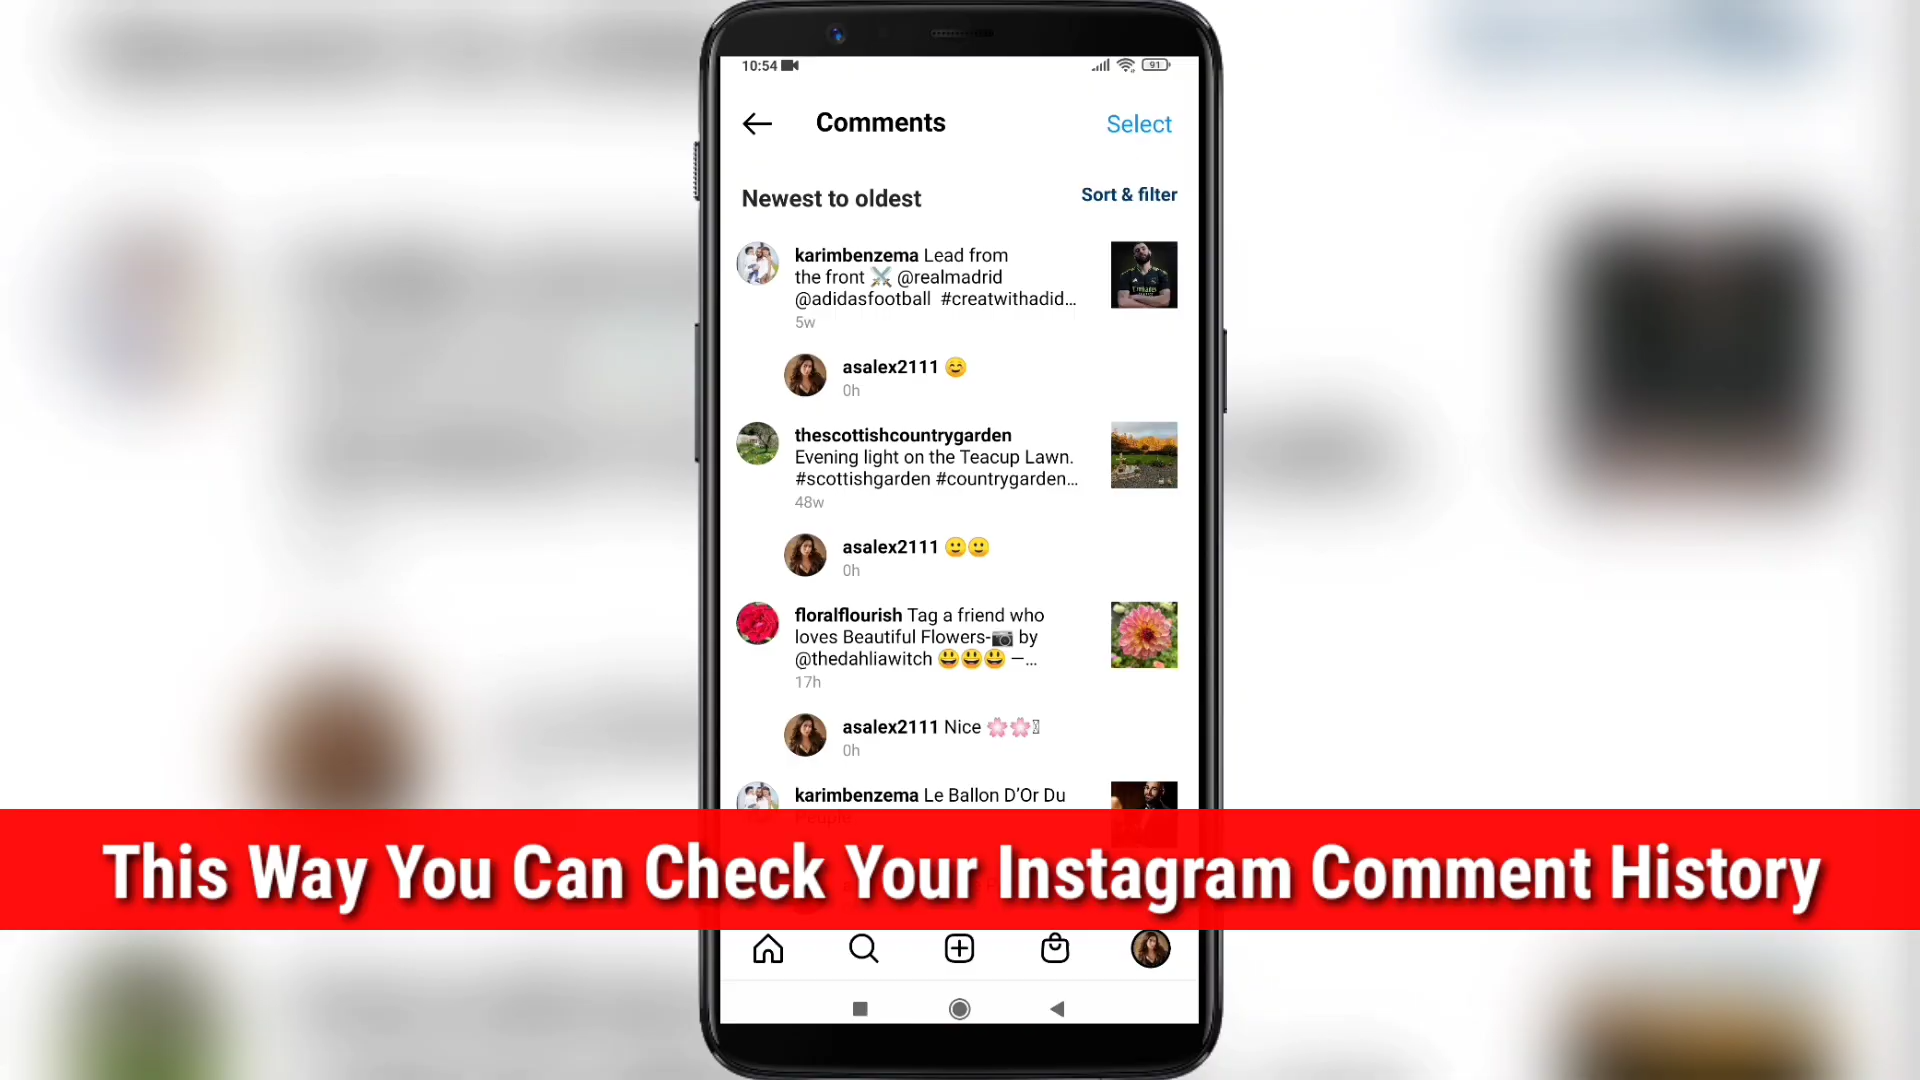 10:54
91
Comments
Select
Newest to oldest
Sort & filter
karimbenzema Lead from
the front ⚔️ @realmadrid
@adidasfootball #creatwithadid...
5w
asalex2111 😊
0h
thescottishcountrygarden
Evening light on the Teacup Lawn.
#scottishgarden #countrygarden...
48w
asalex2111 🙂🙂
0h
floralflourish Tag a friend who
loves Beautiful Flowers-📷 by
@thedahliawitch 😃😃😃 —...
17h
asalex2111 Nice 🌸🌸
0h
karimbenzema Le Ballon D’Or Du
Peuple
This Way You Can Check Your Instagram Comment History